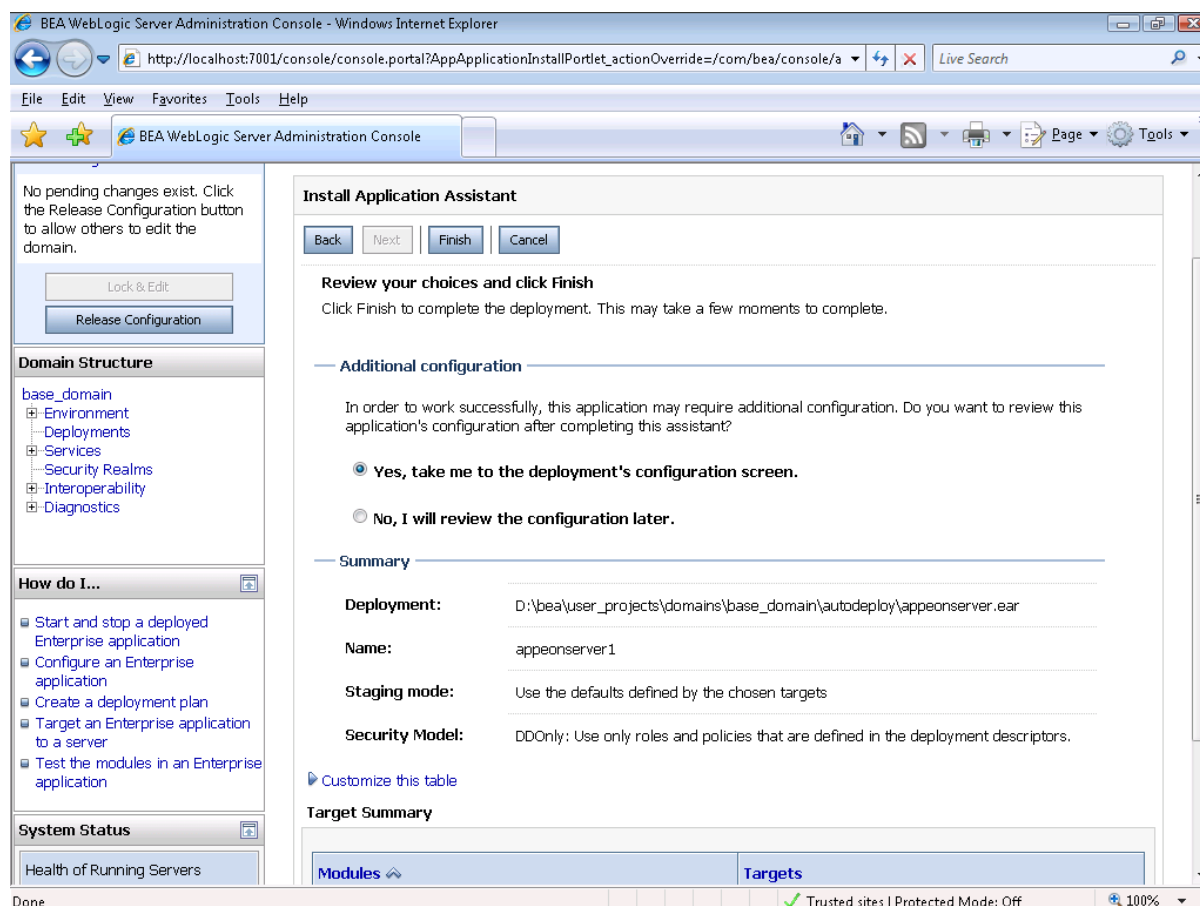 BEA WebLogic Server Administration Console - Windows Internet Explorer
http://localhost:7001/console/console.portal?AppApplicationInstallPortlet_actionOverride=/com/bea/console/a
Live Search
File Edit View Favorites Tools Help
BEA WebLogic Server Administration Console
Page Tools
No pending changes exist. Click
the Release Configuration button
to allow others to edit the
domain.
Lock & Edit
Release Configuration
Domain Structure
base_domain
Environment
Deployments
Services
Security Realms
Interoperability
Diagnostics
How do I...
Start and stop a deployed
Enterprise application
Configure an Enterprise
application
Create a deployment plan
Target an Enterprise application
to a server
Test the modules in an Enterprise
application
System Status
Health of Running Servers
Install Application Assistant
Back Next Finish Cancel
Review your choices and click Finish
Click Finish to complete the deployment. This may take a few moments to complete.
Additional configuration
In order to work successfully, this application may require additional configuration. Do you want to review this
application's configuration after completing this assistant?
Yes, take me to the deployment's configuration screen.
No, I will review the configuration later.
Summary
Deployment: D:\bea\user_projects\domains\base_domain\autodeploy\appeonserver.ear
Name: appeonserver1
Staging mode: Use the defaults defined by the chosen targets
Security Model: DDOnly: Use only roles and policies that are defined in the deployment descriptors.
Customize this table
Target Summary
Modules Targets
Done
Trusted sites | Protected Mode: Off
100%